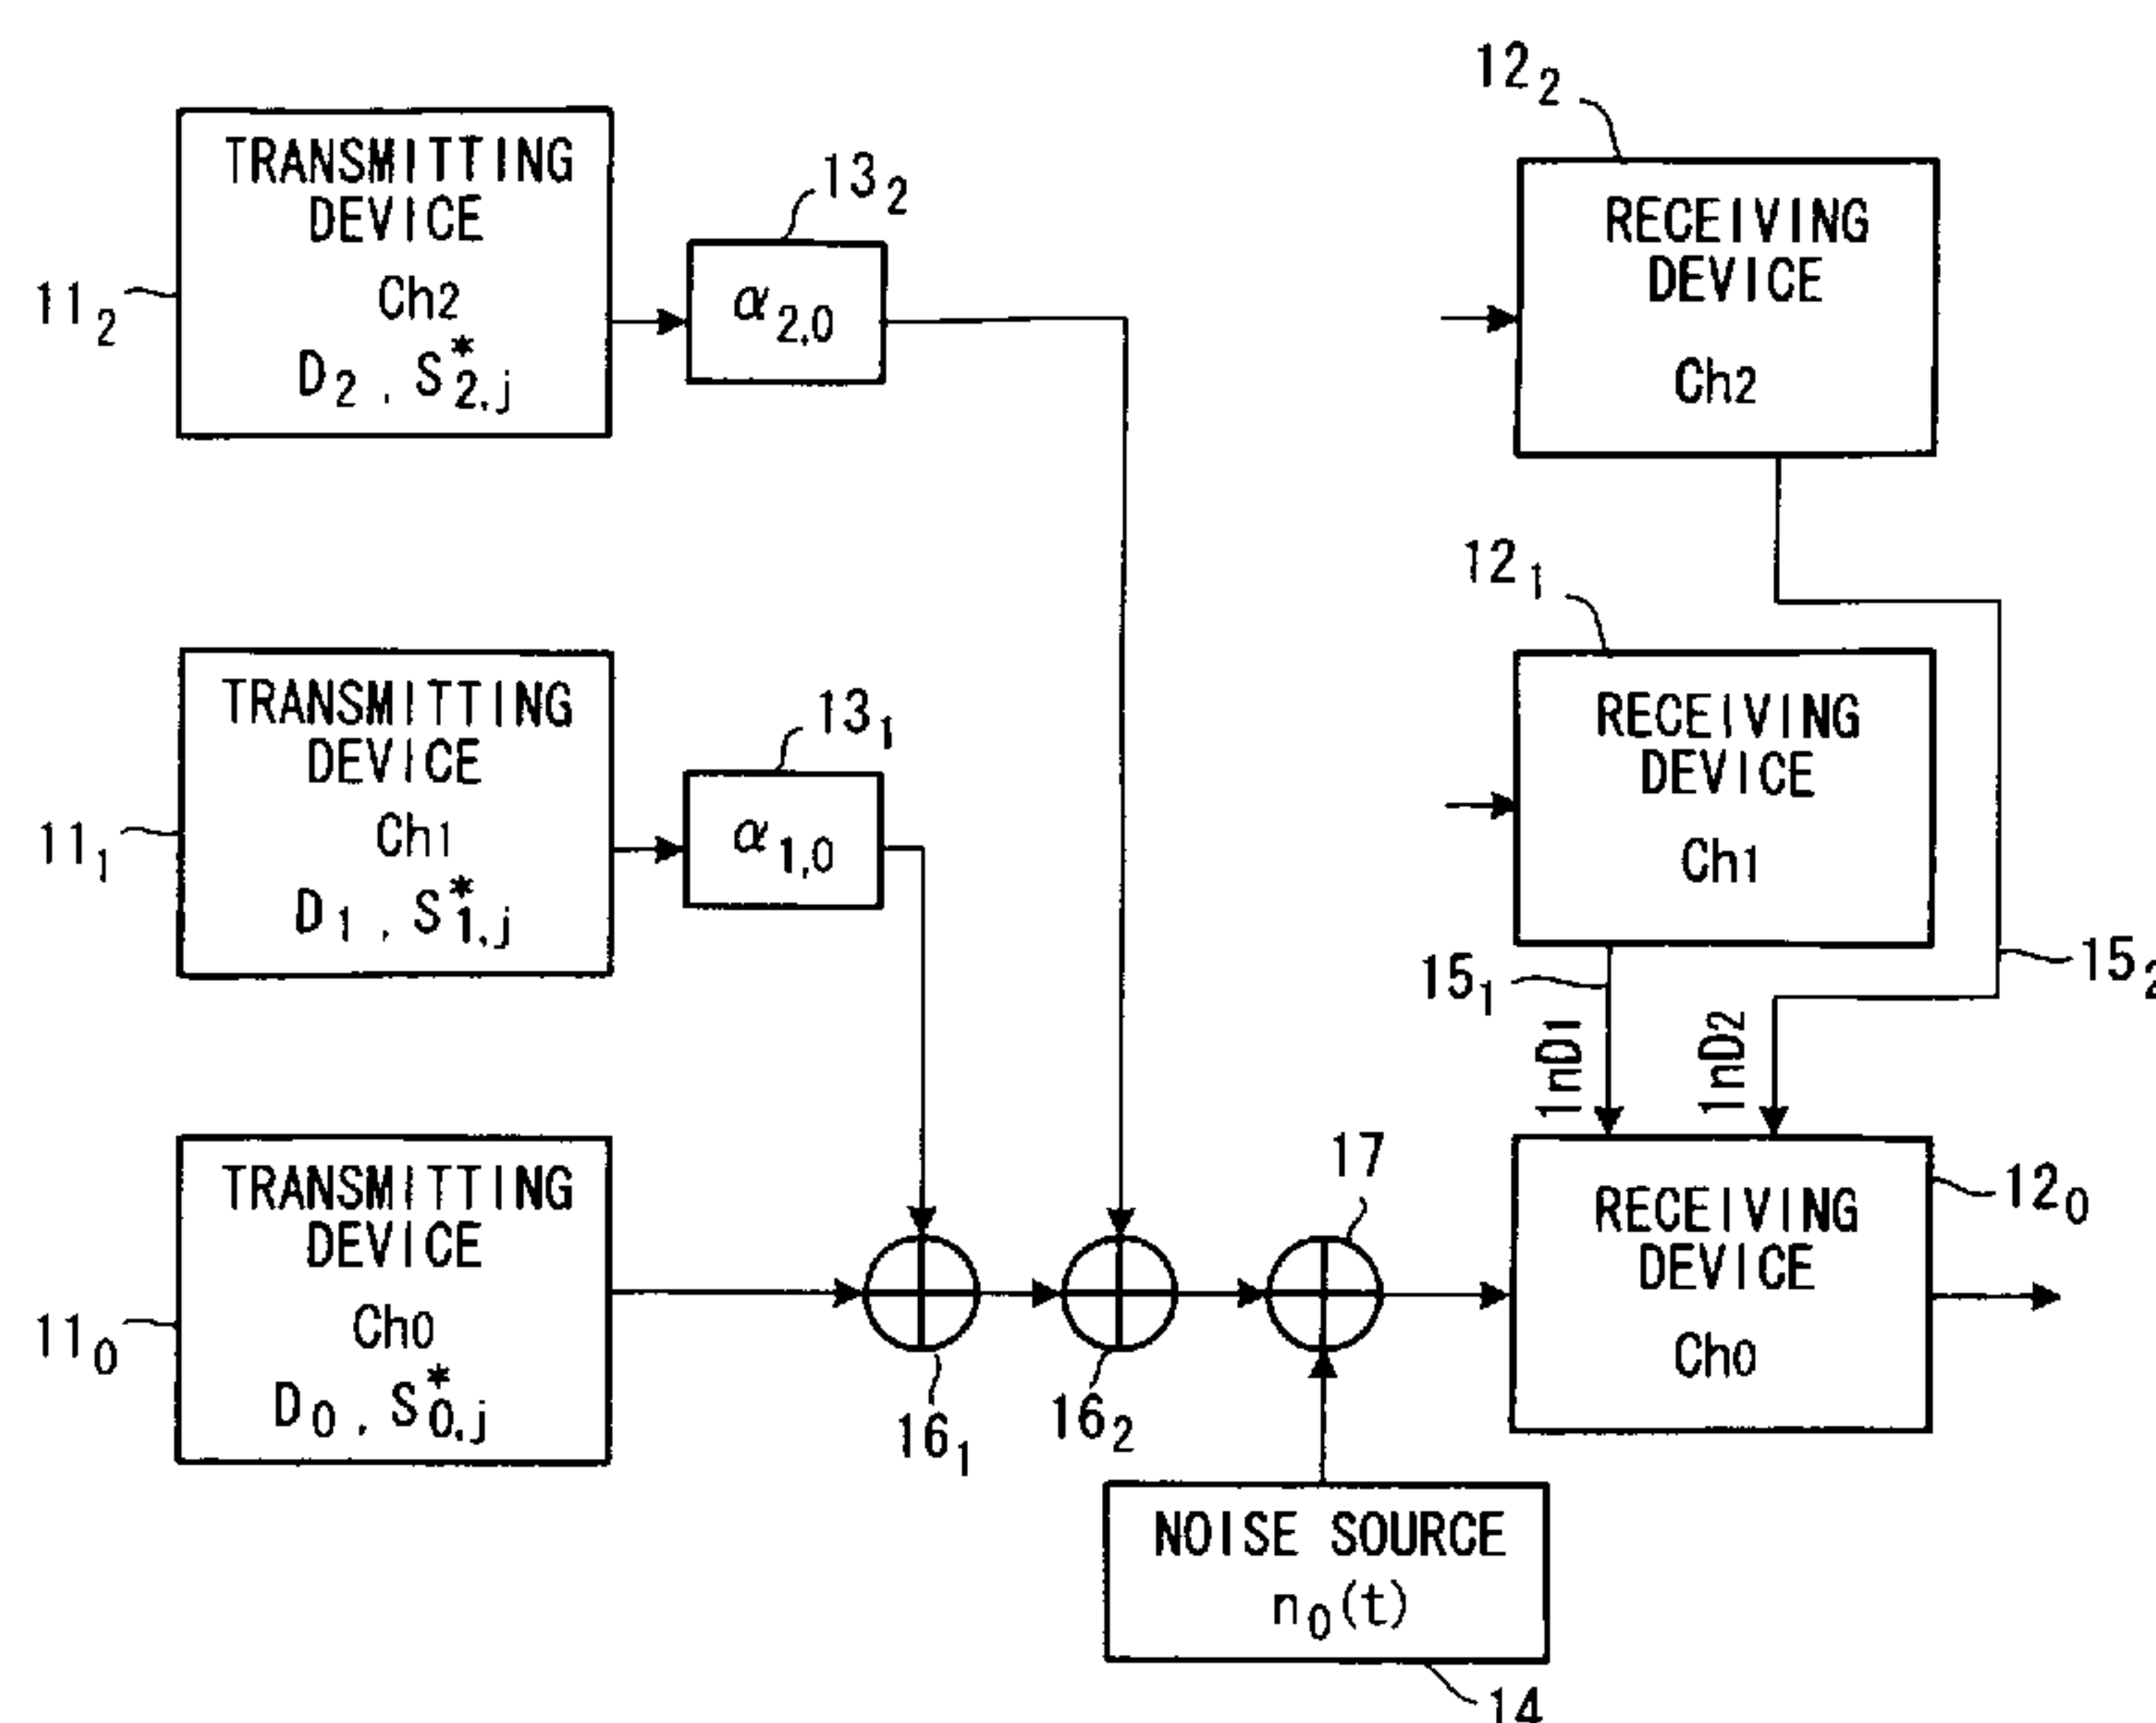 12₂
TRANSMITTING
DEVICE
Ch2
D₂, S*₂,ⱼ
11₂
13₂
α₂,₀
RECEIVING
DEVICE
Ch2
12₁
TRANSMITTING
DEVICE
Ch1
D₁, S*₁,ⱼ
11₁
13₁
α₁,₀
RECEIVING
DEVICE
Ch1
15₁
15₂
1nD1
1nD2
TRANSMITTING
DEVICE
Ch0
D₀, S*₀,ⱼ
11₀
16₁
16₂
17
RECEIVING
DEVICE
Ch0
12₀
NOISE SOURCE
n₀(t)
14